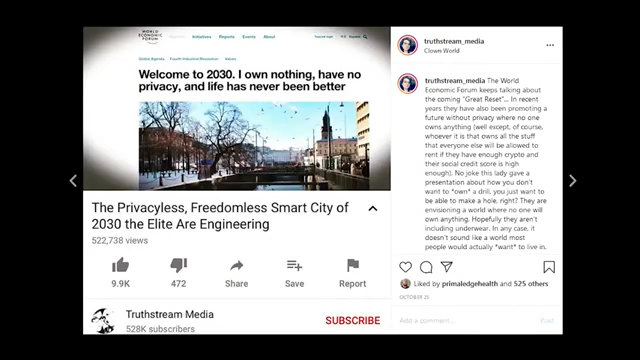 WORLD
ECONOMIC
FORUM
Agenda Initiatives Reports Events About
Global Agenda Fourth Industrial Revolution
Welcome to 2030. I own nothing, have no
privacy, and life has never been better
The Privacyless, Freedomless Smart City of
2030 the Elite Are Engineering
522,738 views
9.9K 472 Share Save Report
Truthstream Media
528K subscribers
SUBSCRIBE
truthstream_media
Clown World
truthstream_media The World
Economic Forum keeps talking about
the coming "Great Reset"... In recent
years they have also been promoting a
future without privacy where no one
owns anything (well except, of course,
whoever it is that owns all the stuff
that everyone else will be allowed to
rent if they have enough crypto and
their social credit score is high
enough). No joke this lady gave a
presentation about how you don't
want to *own* a drill, you just want to
be able to make a hole, right? They are
envisioning a world where no one will
own anything. Hopefully they aren't
including underwear. In any case, it
doesn't sound like a world most
people would actually *want* to live in.
Liked by primaledgehealth and 525 others
OCTOBER 25
Add a comment... Post